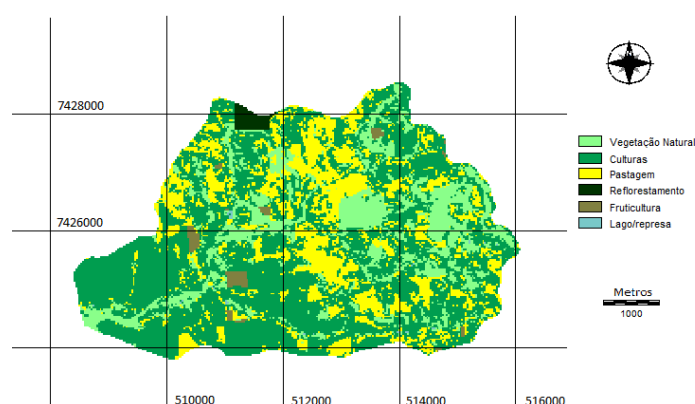 7428000
7426000
510000
512000
514000
516000
Vegetação Natural
Culturas
Pastagem
Reflorestamento
Fruticultura
Lago/represa
Metros
1000